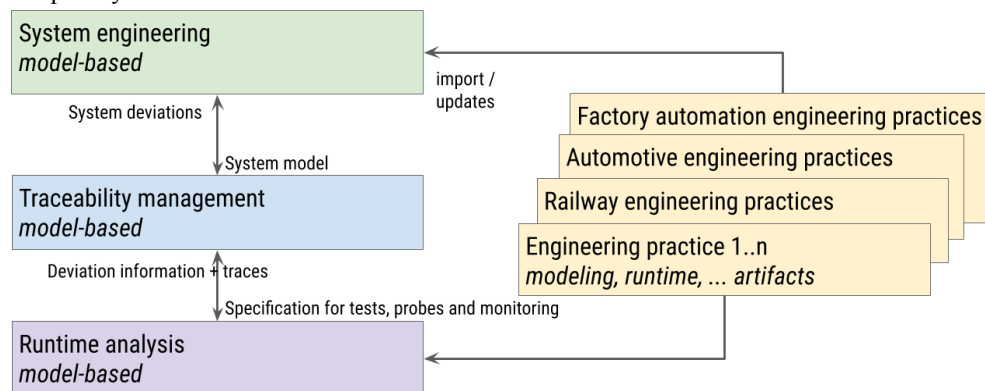 System engineering
model-based
System deviations
System model
Traceability management
model-based
Deviation information + traces
Specification for tests, probes and monitoring
Runtime analysis
model-based
import /
updates
Factory automation engineering practices
Automotive engineering practices
Railway engineering practices
Engineering practice 1..n
modeling, runtime, ... artifacts